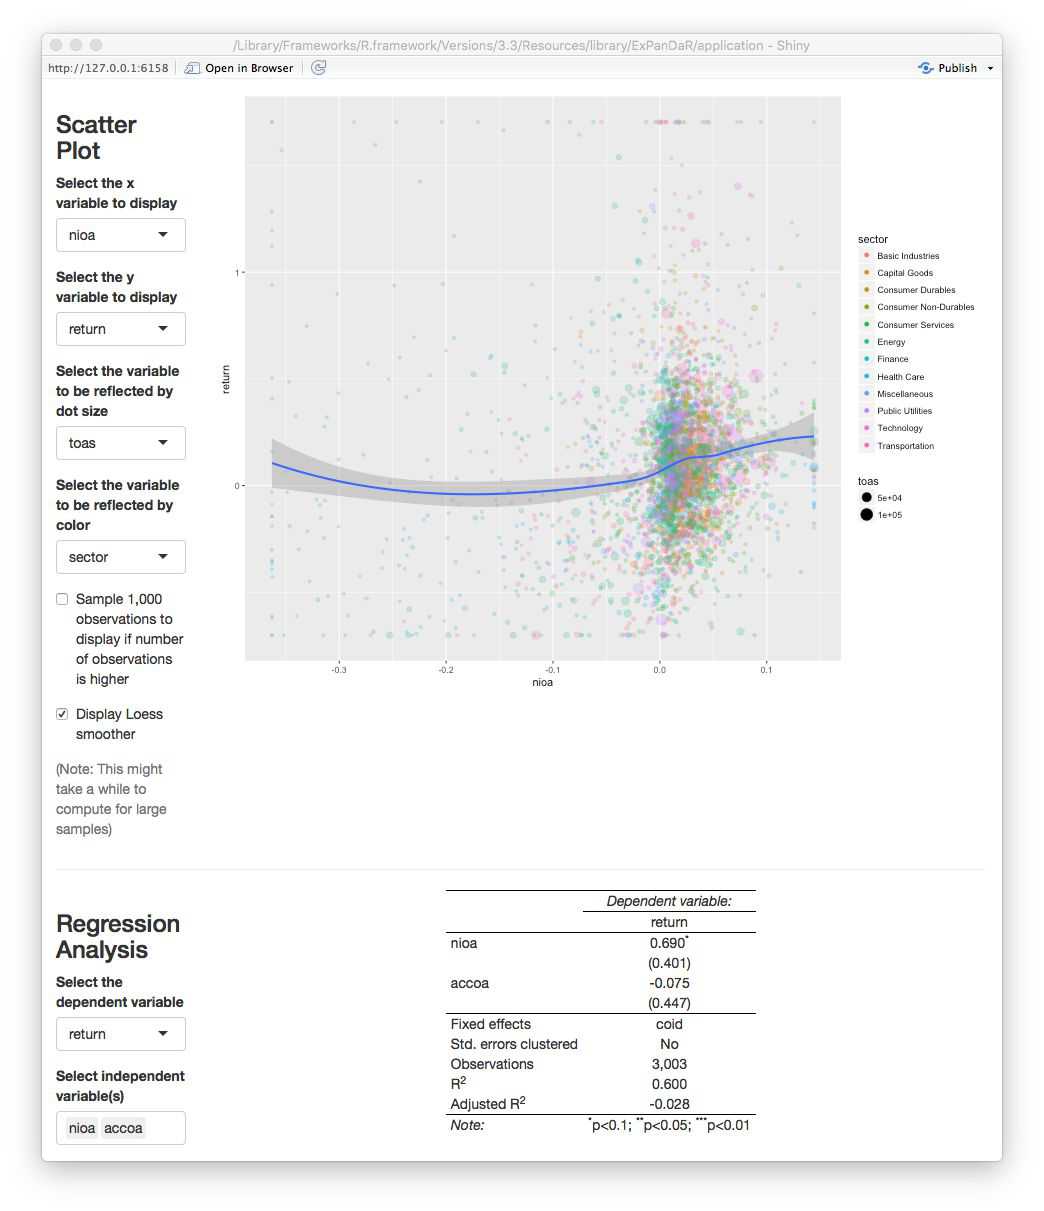 /Library/Frameworks/R.framework/Versions/3.3/Resources/library/ExPanDaR/application - Shiny
http://127.0.0.1:6158
Open in Browser
Publish
Scatter
Plot
Select the x
variable to display
nioa
Select the y
variable to display
return
Select the variable
to be reflected by
dot size
toas
Select the variable
to be reflected by
color
sector
Sample 1,000
observations to
display if number
of observations
is higher
Display Loess
smoother
(Note: This might
take a while to
compute for large
samples)
return
1
0
-0.3
-0.2
-0.1
0.0
0.1
nioa
sector
Basic Industries
Capital Goods
Consumer Durables
Consumer Non-Durables
Consumer Services
Energy
Finance
Health Care
Miscellaneous
Public Utilities
Technology
Transportation
toas
5e+04
1e+05
Regression
Analysis
Select the
dependent variable
return
Select independent
variable(s)
nioa accoa
Dependent variable:
return
nioa 0.690*
(0.401)
accoa -0.075
(0.447)
Fixed effects coid
Std. errors clustered No
Observations 3,003
R2 0.600
Adjusted R2 -0.028
Note: *p<0.1; **p<0.05; ***p<0.01